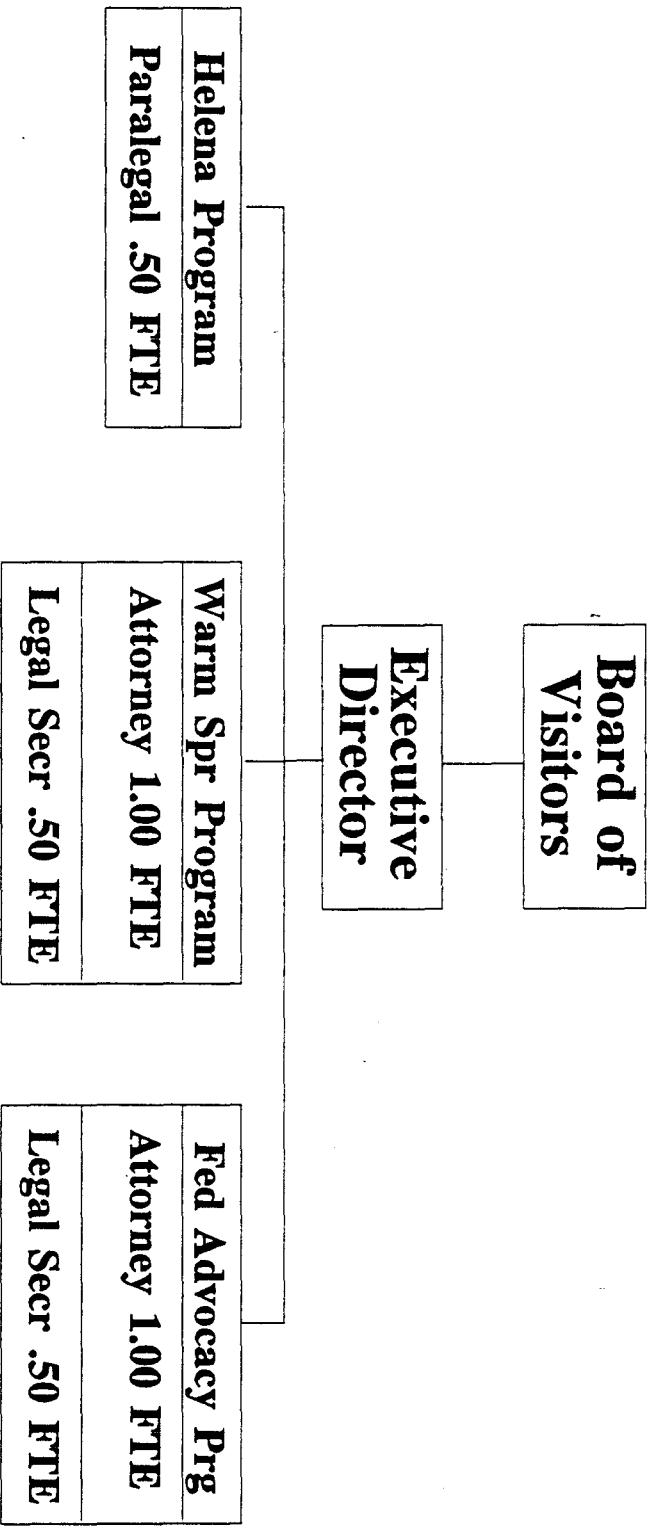 Board of
Visitors
Executive
Director
Helena Program
Paralegal .50 FTE
Warm Spr Program
Attorney 1.00 FTE
Legal Secr .50 FTE
Fed Advocacy Prg
Attorney 1.00 FTE
Legal Secr .50 FTE